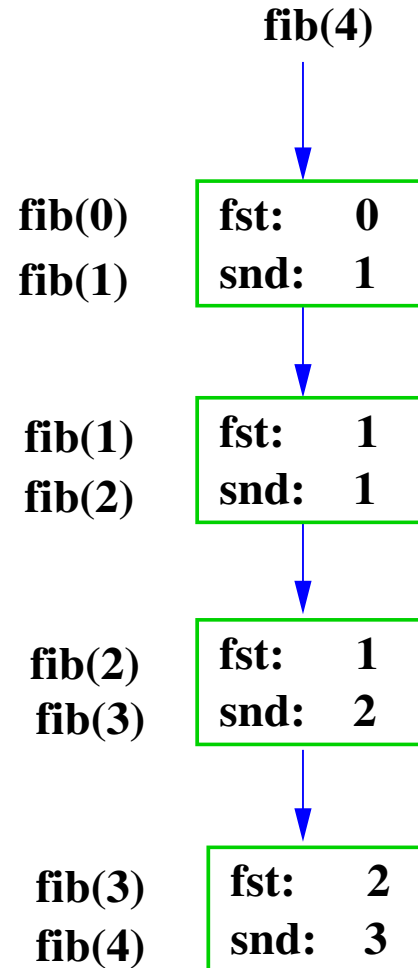 fib(4)
fib(0) fst: 0
fib(1) snd: 1
fib(1) fst: 1
fib(2) snd: 1
fib(2) fst: 1
fib(3) snd: 2
fib(3) fst: 2
fib(4) snd: 3